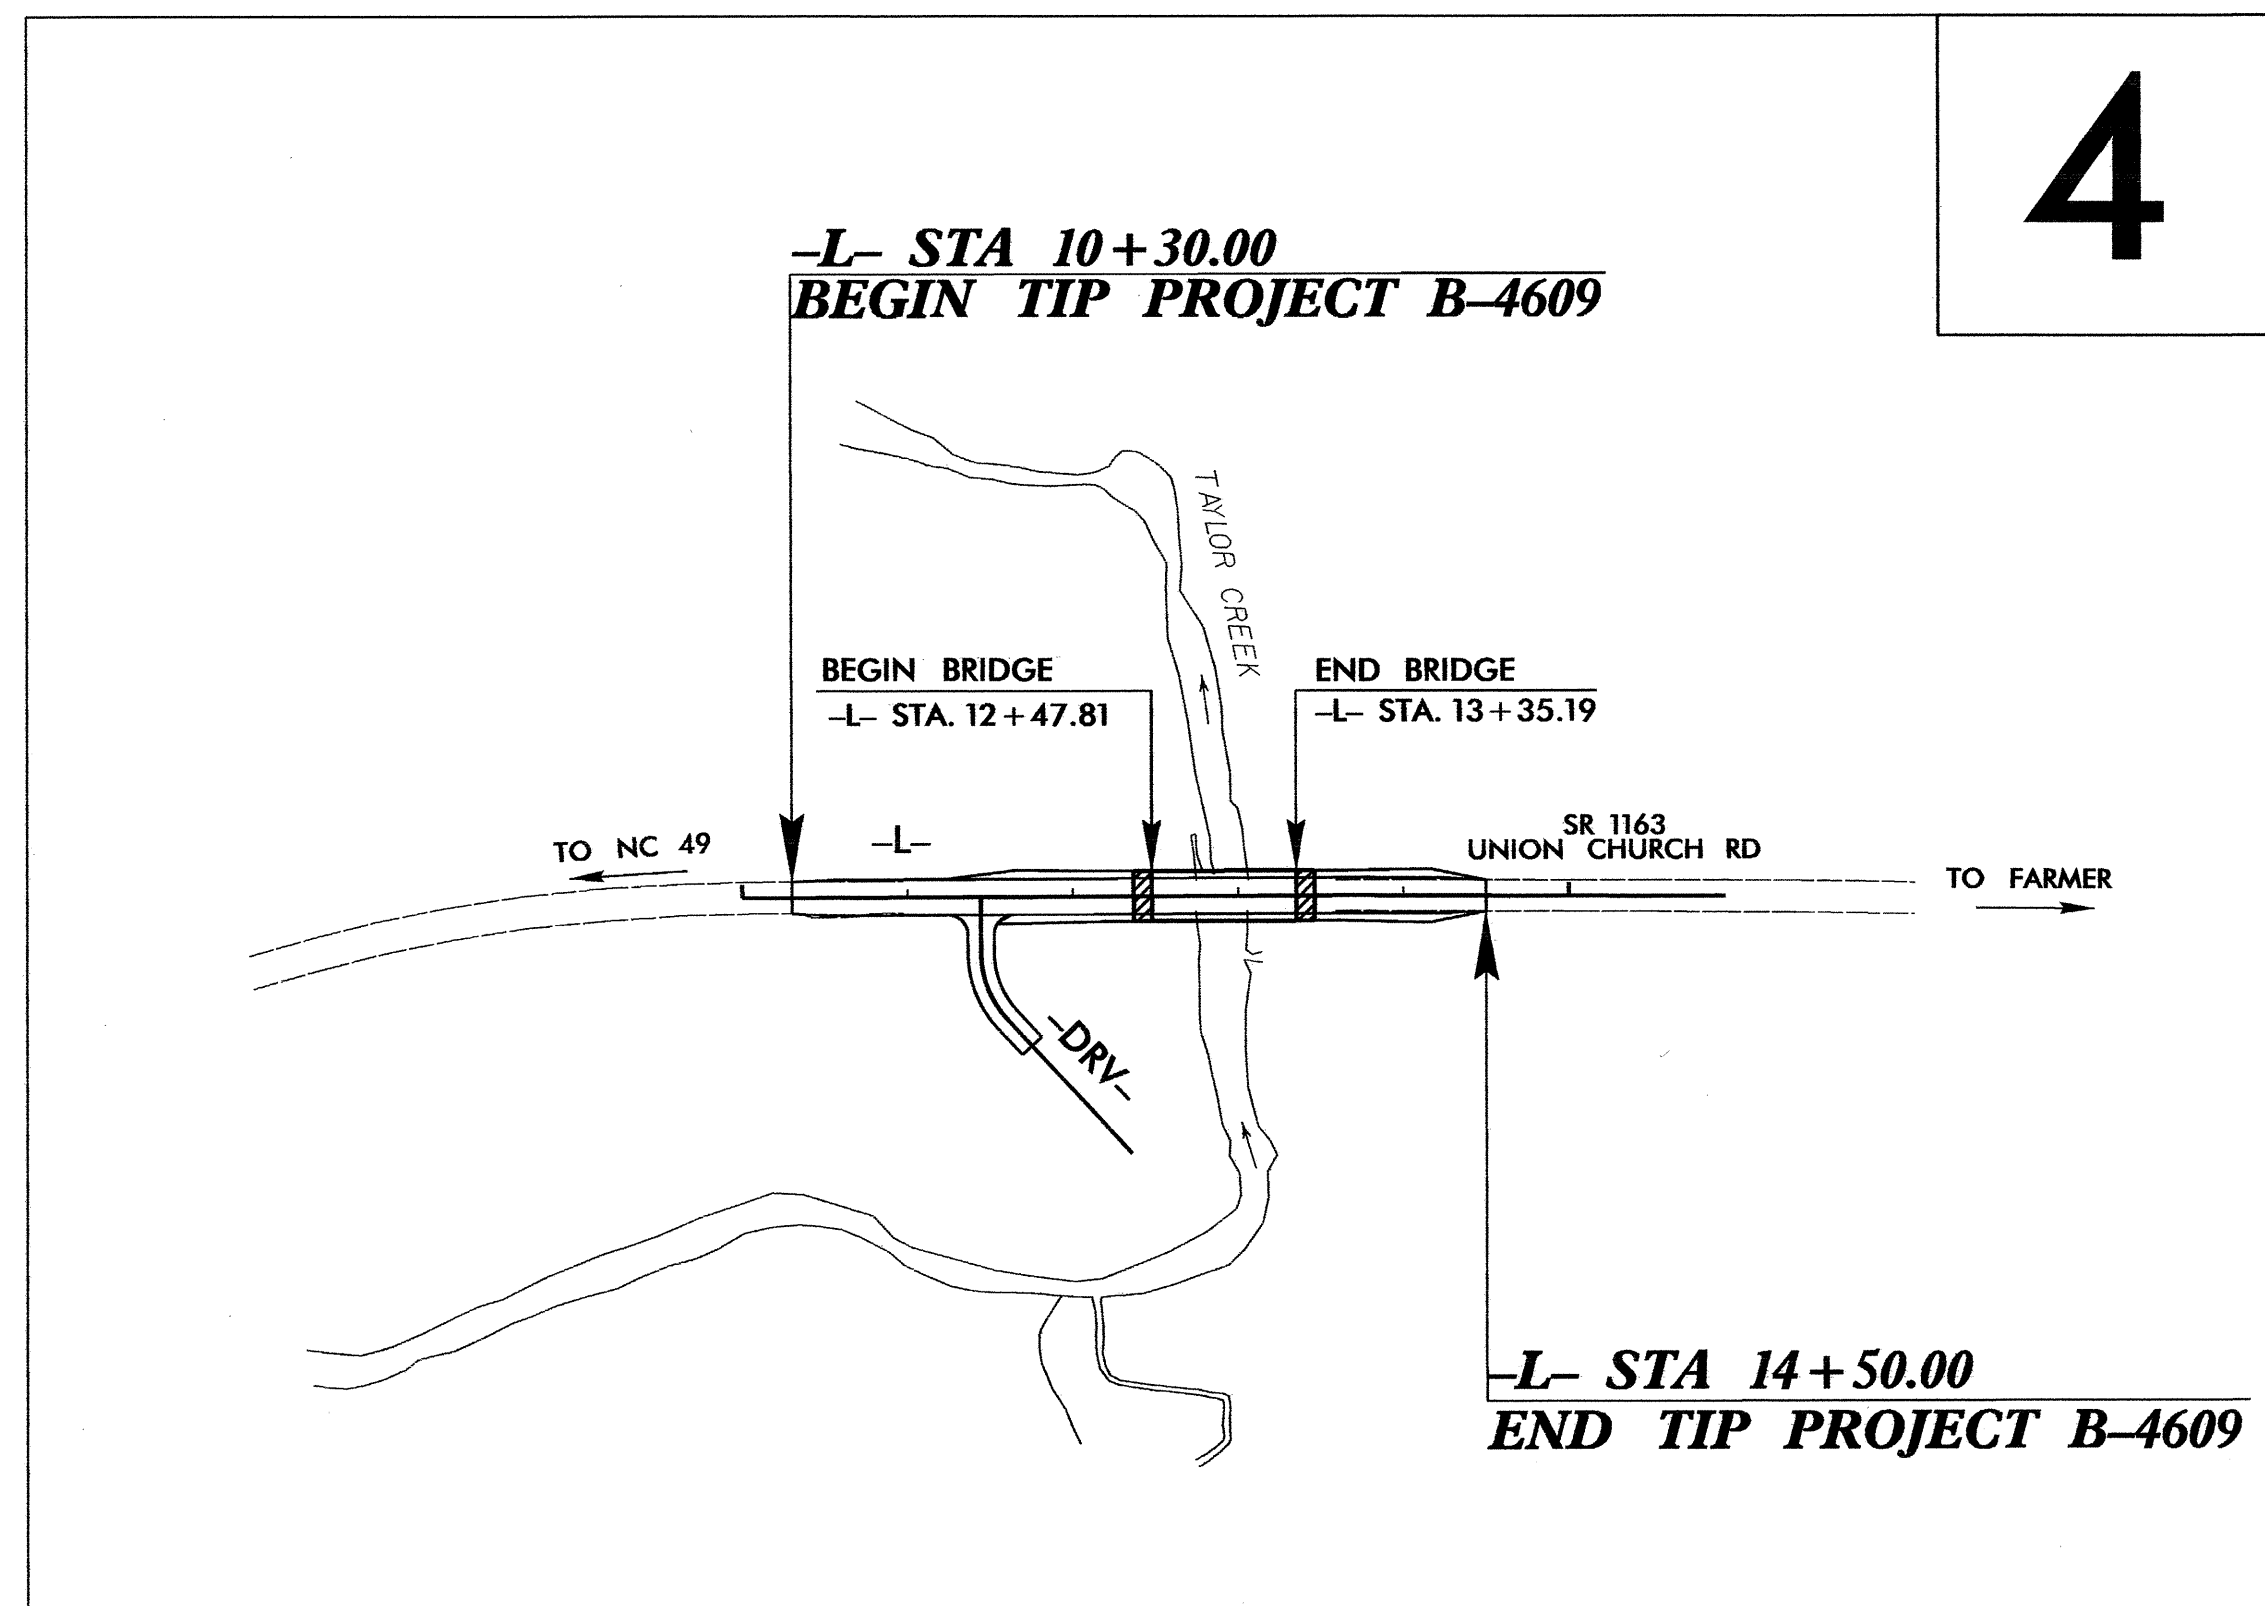 4
–L– STA 10+30.00
BEGIN TIP PROJECT B–4609
TAYLOR CREEK
BEGIN BRIDGE
–L– STA. 12+47.81
END BRIDGE
–L– STA. 13+35.19
TO NC 49
–L–
SR 1163
UNION CHURCH RD
TO FARMER
–DRV–
–L– STA 14+50.00
END TIP PROJECT B–4609